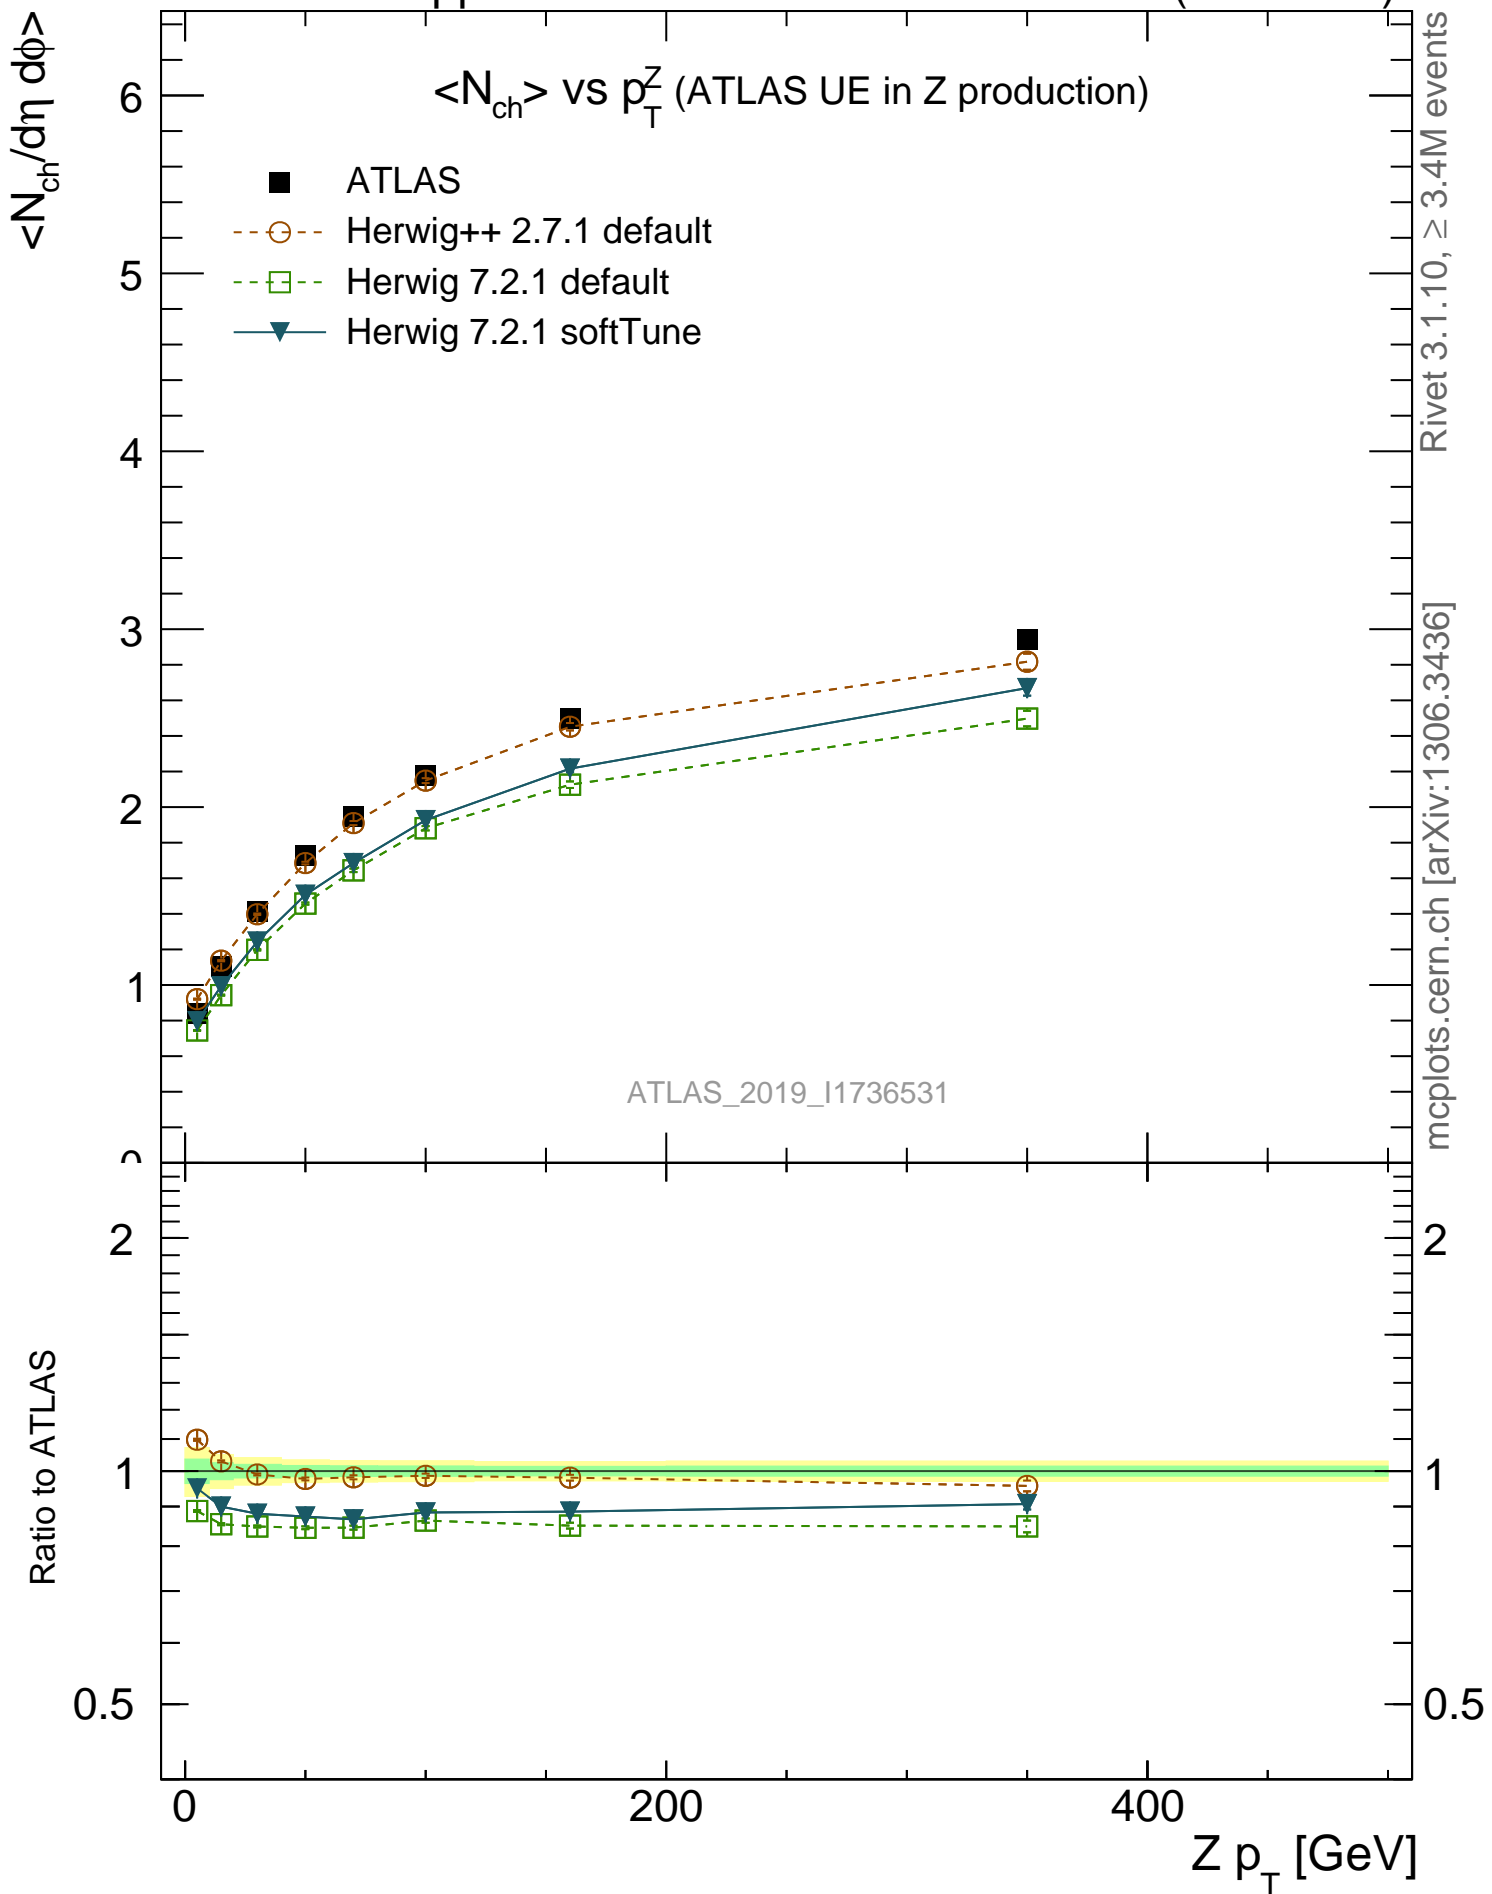 <N_ch/dη dϕ>
<N_ch> vs p_T^Z (ATLAS UE in Z production)
ATLAS
Herwig++ 2.7.1 default
Herwig 7.2.1 default
Herwig 7.2.1 softTune
6
5
4
3
2
1
0
ATLAS_2019_I1736531
Rivet 3.1.10, ≥ 3.4M events
mcplots.cern.ch [arXiv:1306.3436]
Ratio to ATLAS
2 2
1 1
0.5 0.5
0 200 400
Z p_T [GeV]